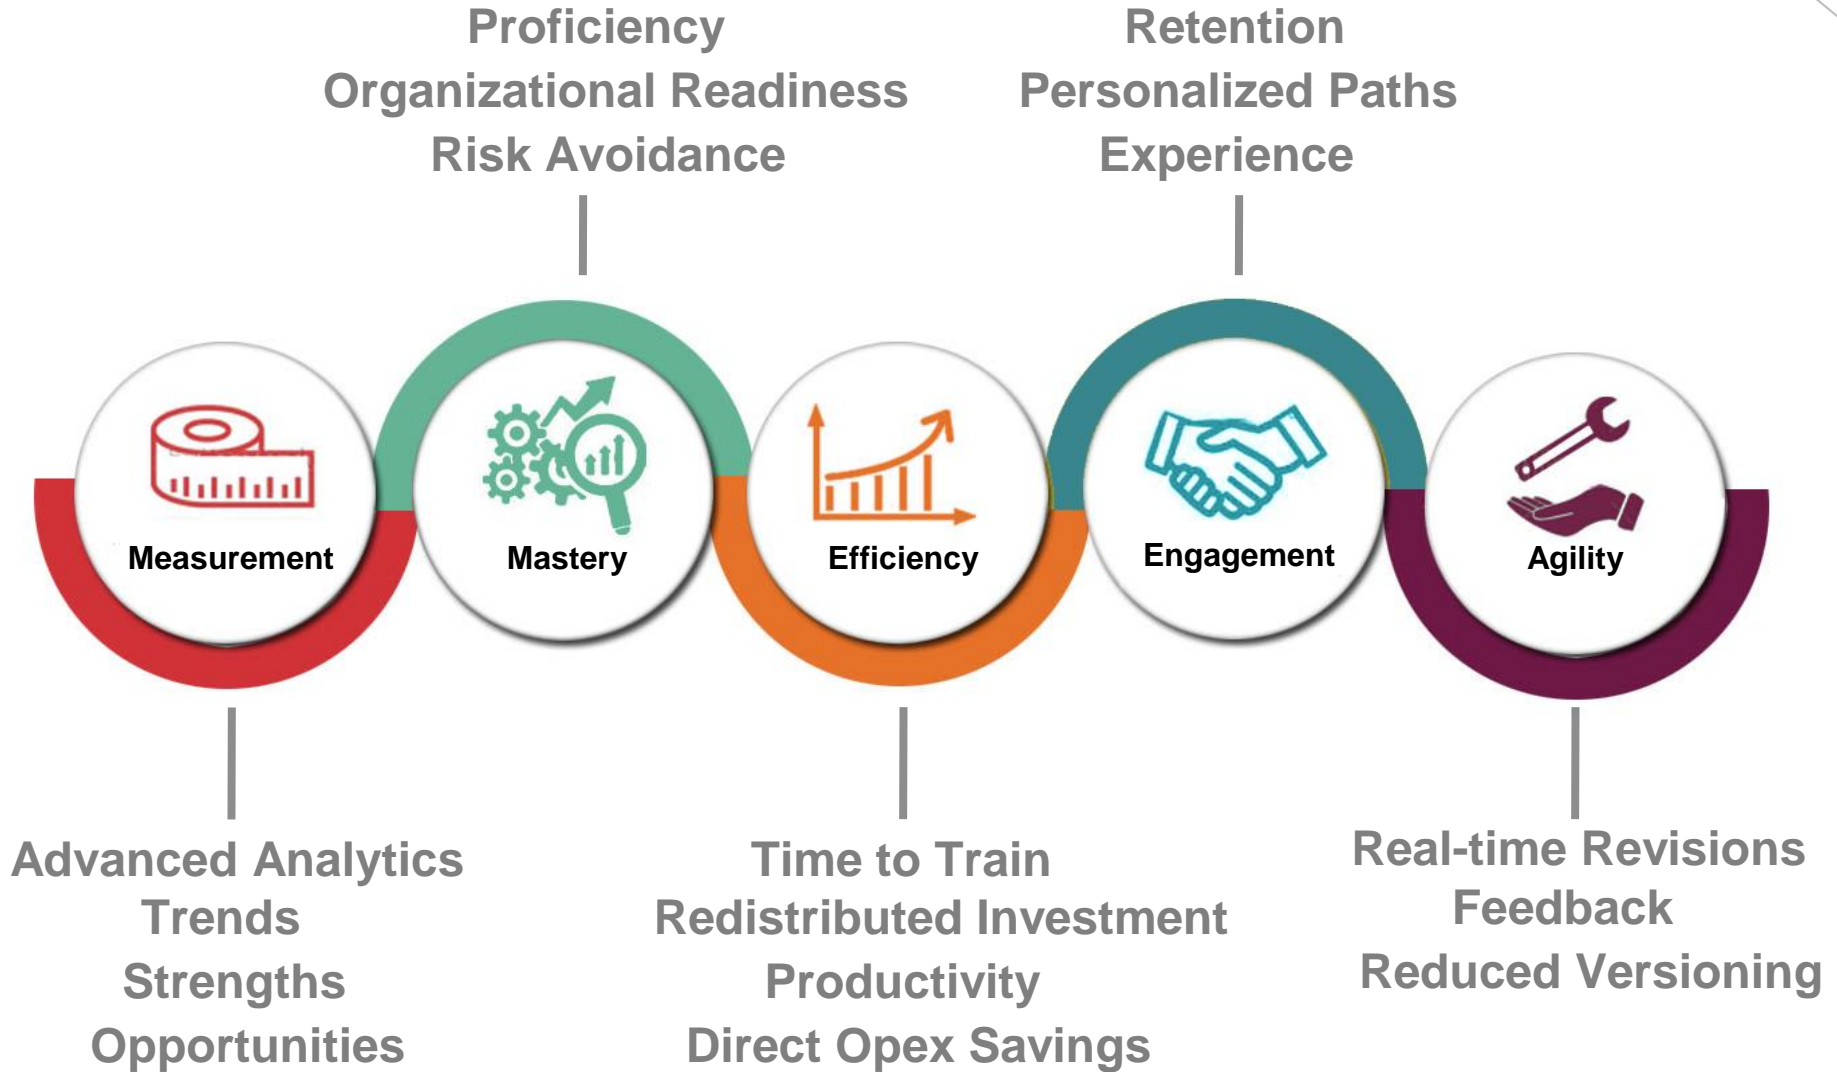 Proficiency
Organizational Readiness
Risk Avoidance
Retention
Personalized Paths
Experience
Measurement
Mastery
Efficiency
Engagement
Agility
Advanced Analytics
Trends
Strengths
Opportunities
Time to Train
Redistributed Investment
Productivity
Direct Opex Savings
Real-time Revisions
Feedback
Reduced Versioning